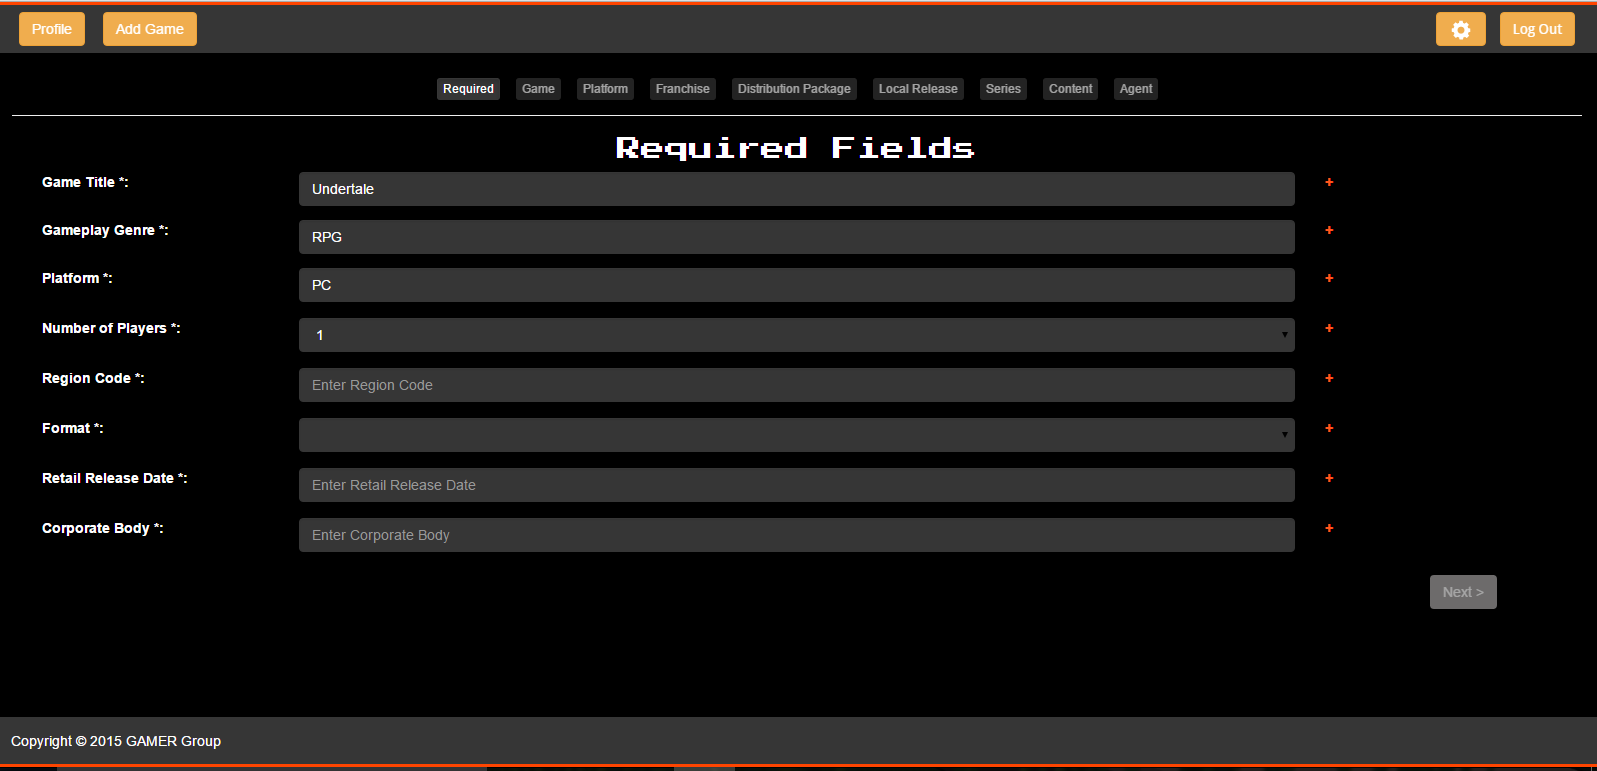 Profile Add Game Log Out
Required Game Platform Franchise Distribution Package Local Release Series Content Agent
Required Fields
Game Title *: Undertale +
Gameplay Genre *: RPG +
Platform *: PC +
Number of Players *: 1 +
Region Code *: Enter Region Code +
Format *: +
Retail Release Date *: Enter Retail Release Date +
Corporate Body *: Enter Corporate Body +
Next >
Copyright © 2015 GAMER Group